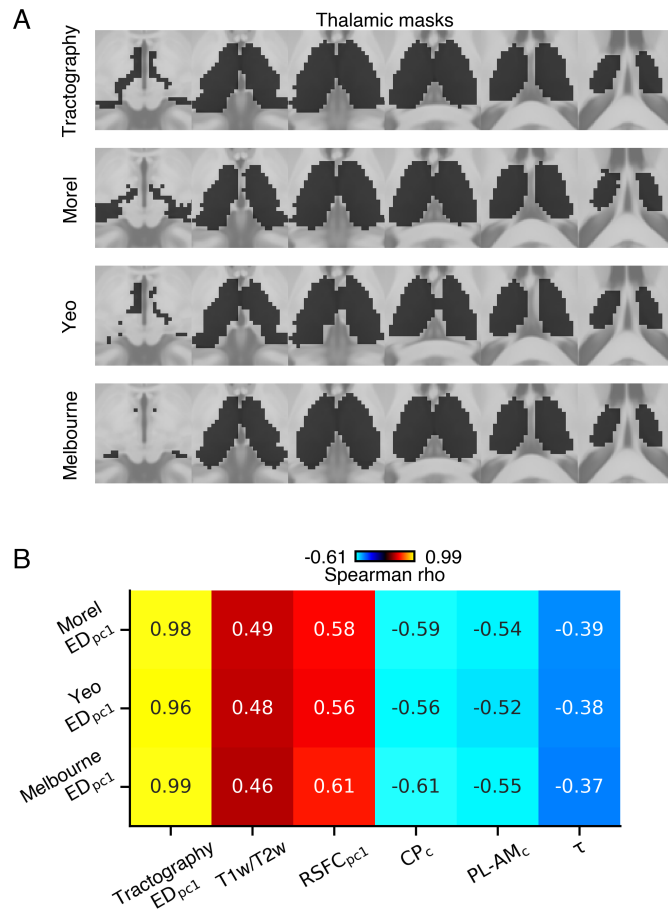 A
Thalamic masks
Tractography
Morel
Yeo
Melbourne
B
-0.61 0.99
Spearman rho
Morel
EDpc1
0.98 0.49 0.58 -0.59 -0.54 -0.39
Yeo
EDpc1
0.96 0.48 0.56 -0.56 -0.52 -0.38
Melbourne
EDpc1
0.99 0.46 0.61 -0.61 -0.55 -0.37
Tractography
EDpc1
T1w/T2w
RSFCpc1
CPc
PL-AMc
τ